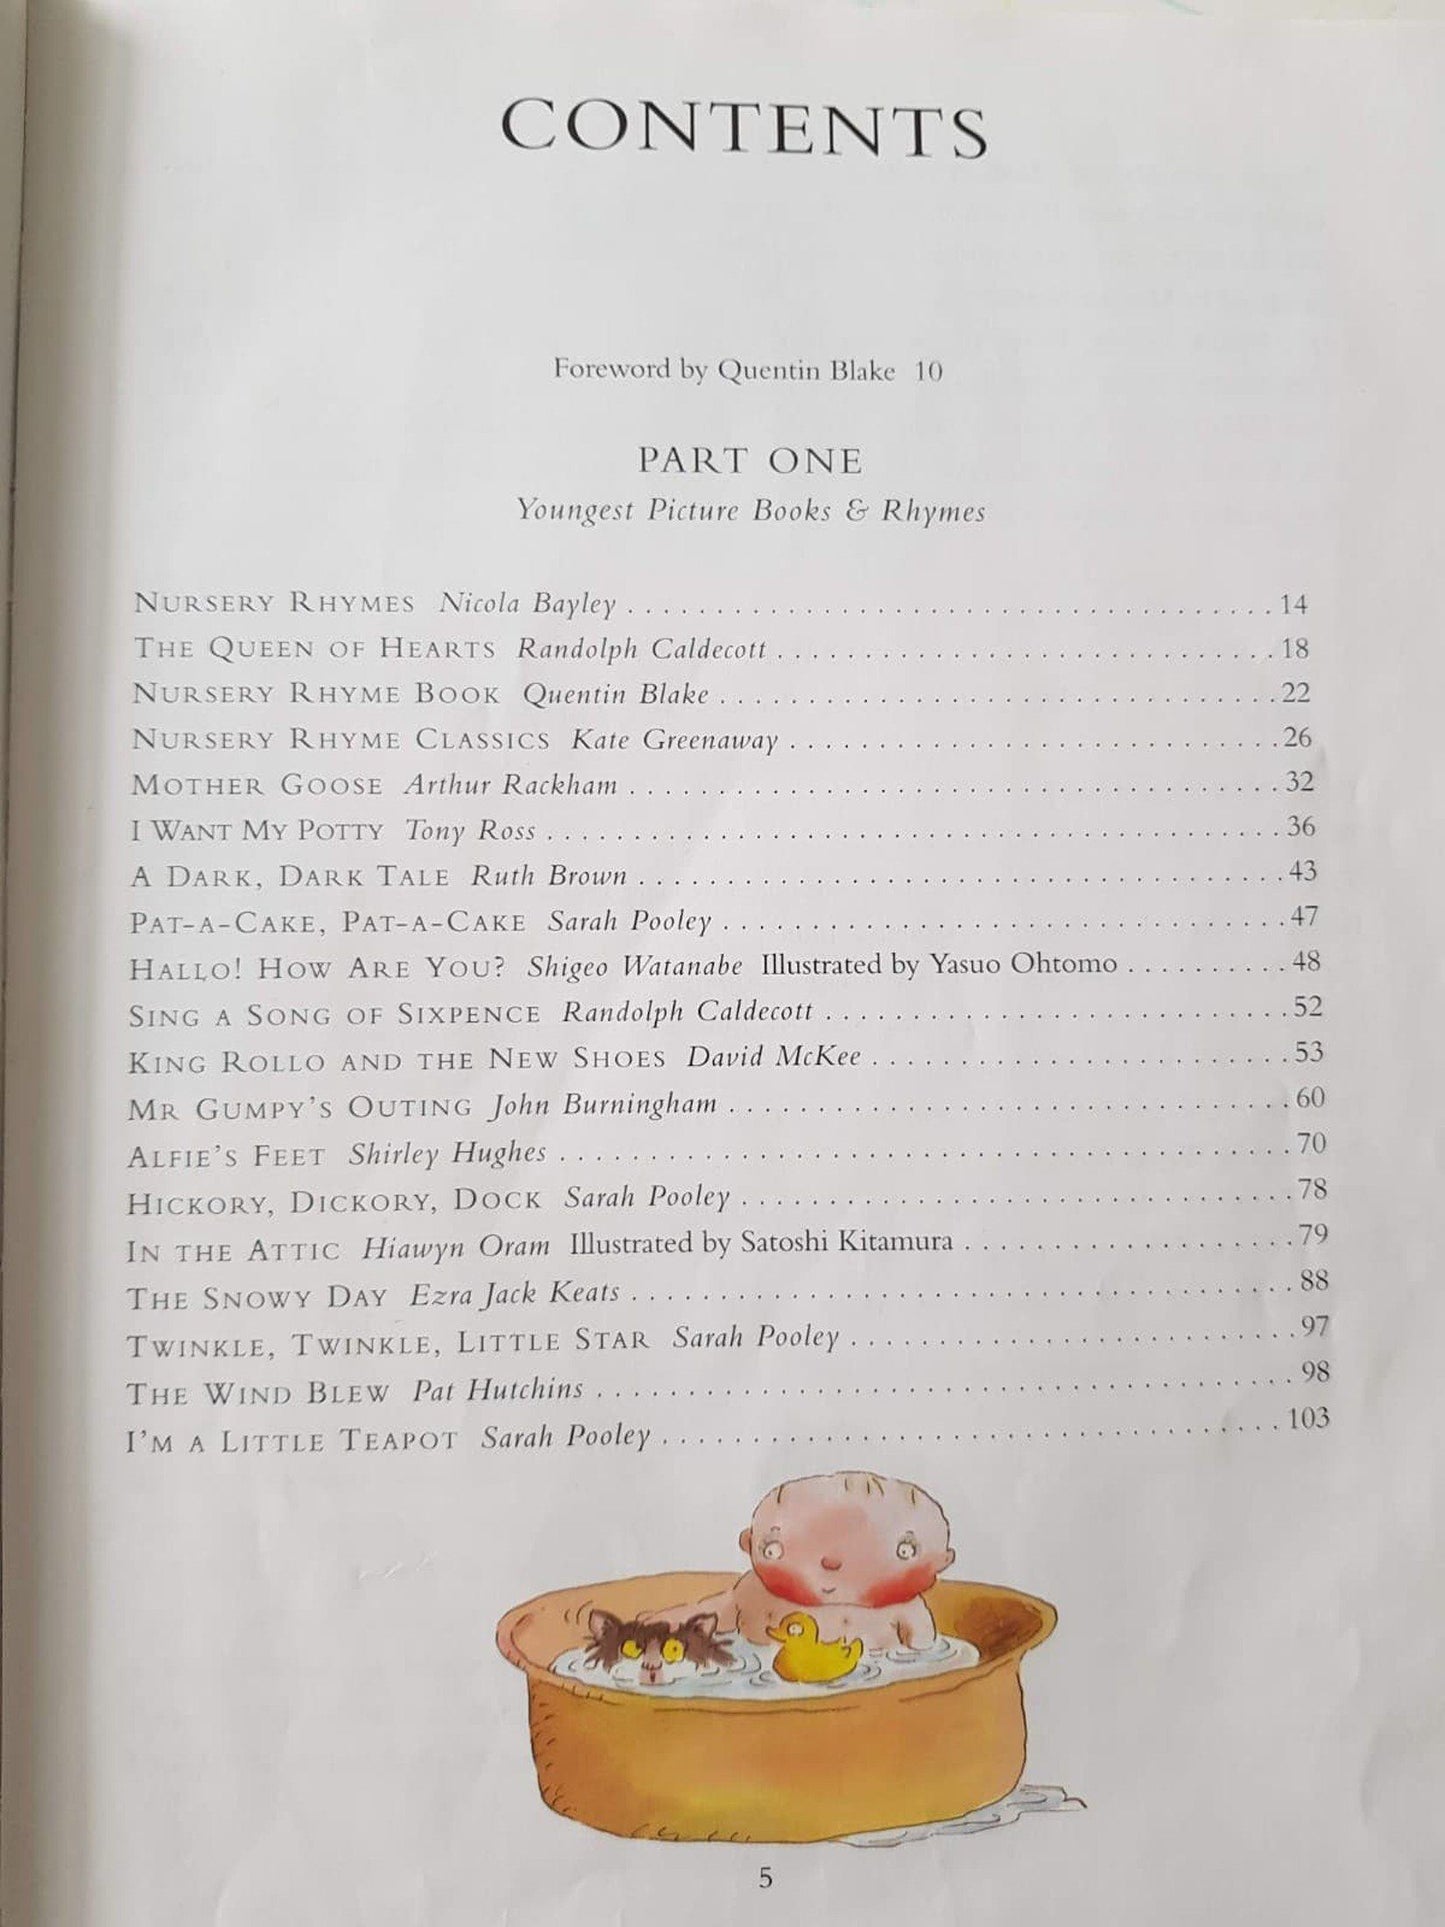 CONTENTS
Foreword by Quentin Blake 10
PART ONE
Youngest Picture Books & Rhymes
NURSERY RHYMES Nicola Bayley . . . . . . . . . . . . . . . . . . . . 14
THE QUEEN OF HEARTS Randolph Caldecott . . . . . . . . . . . . . . . . . . . . 18
NURSERY RHYME BOOK Quentin Blake . . . . . . . . . . . . . . . . . . . . 22
NURSERY RHYME CLASSICS Kate Greenaway . . . . . . . . . . . . . . . . . . . . 26
MOTHER GOOSE Arthur Rackham . . . . . . . . . . . . . . . . . . . . 32
I WANT MY POTTY Tony Ross . . . . . . . . . . . . . . . . . . . . 36
A DARK, DARK TALE Ruth Brown . . . . . . . . . . . . . . . . . . . . 43
PAT-A-CAKE, PAT-A-CAKE Sarah Pooley . . . . . . . . . . . . . . . . . . . . 47
HALLO! HOW ARE YOU? Shigeo Watanabe Illustrated by Yasuo Ohtomo . . . . . . . . . . 48
SING A SONG OF SIXPENCE Randolph Caldecott . . . . . . . . . . . . . . . . . . . . 52
KING ROLLO AND THE NEW SHOES David McKee . . . . . . . . . . . . . . . . . . . . 53
MR GUMPY'S OUTING John Burningham . . . . . . . . . . . . . . . . . . . . 60
ALFIE'S FEET Shirley Hughes . . . . . . . . . . . . . . . . . . . . 70
HICKORY, DICKORY, DOCK Sarah Pooley . . . . . . . . . . . . . . . . . . . . 78
IN THE ATTIC Hiawyn Oram Illustrated by Satoshi Kitamura . . . . . . . . . . . . . . . . 79
THE SNOWY DAY Ezra Jack Keats . . . . . . . . . . . . . . . . . . . . 88
TWINKLE, TWINKLE, LITTLE STAR Sarah Pooley . . . . . . . . . . . . . . . . . . . . 97
THE WIND BLEW Pat Hutchins . . . . . . . . . . . . . . . . . . . . 98
I'M A LITTLE TEAPOT Sarah Pooley . . . . . . . . . . . . . . . . . . . . 103
5